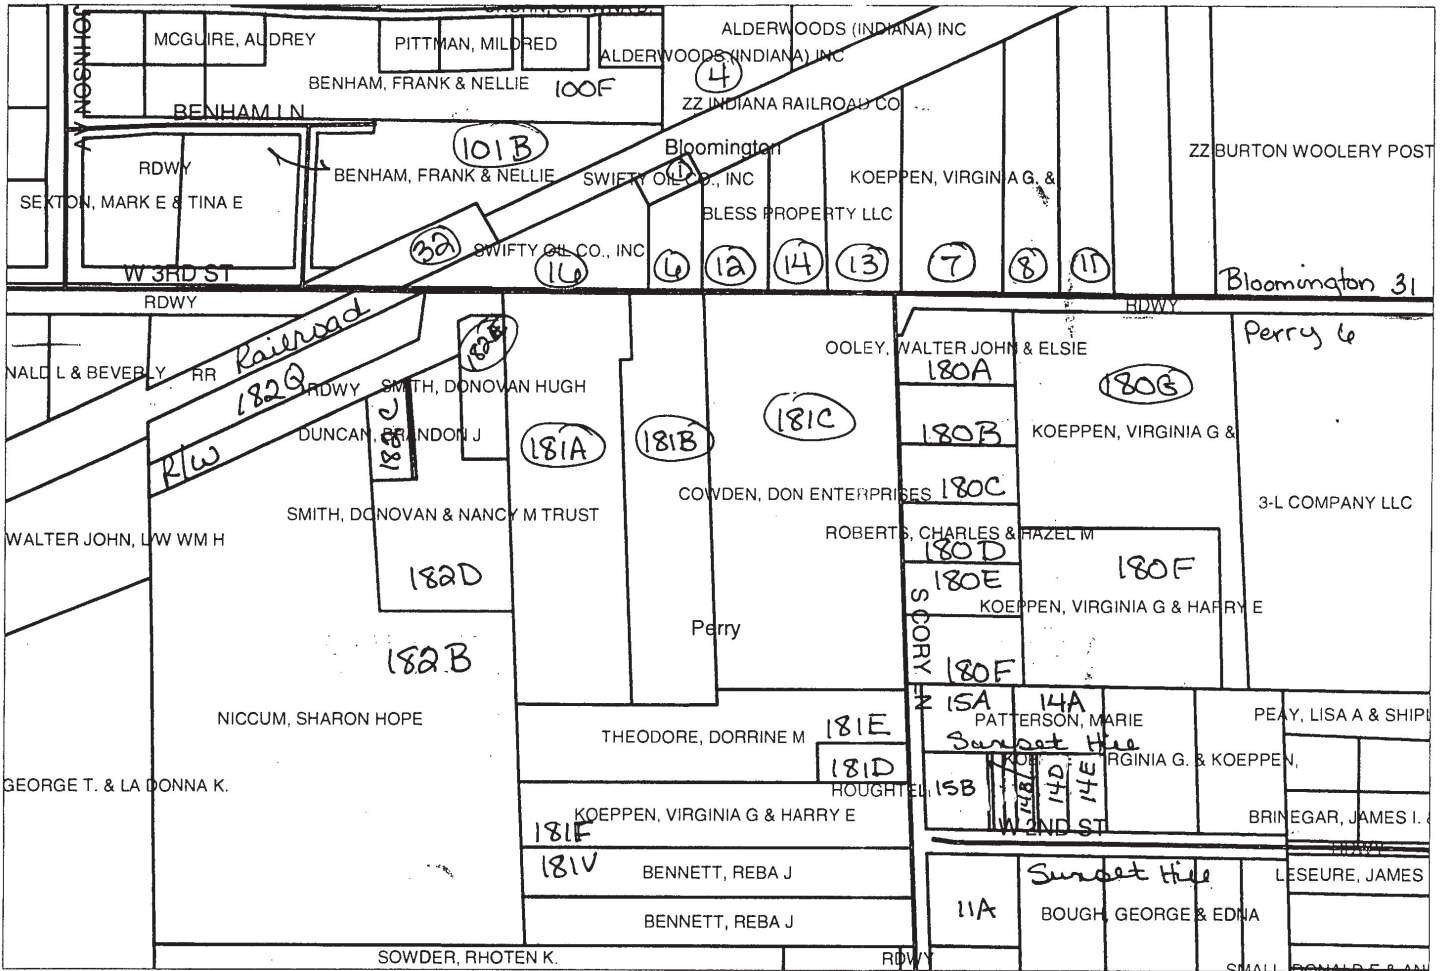 JOHNSON AV
MCGUIRE, AUDREY
PITTMAN, MILDRED
ALDERWOODS (INDIANA) INC
ALDERWOODS (INDIANA) INC
BENHAM, FRANK & NELLIE 100F
4
ZZ INDIANA RAILROAD CO
BENHAM LN
101B
Bloomington
ZZ BURTON WOOLERY POST
RDWY
BENHAM, FRANK & NELLIE
SWIFTY OIL CO., INC
1
KOEPPEN, VIRGINIA G, &
SEXTON, MARK E & TINA E
BLESS PROPERTY LLC
32
SWIFTY OIL CO., INC
W 3RD ST
16
6
12
14
13
7
8
11
Bloomington 31
RDWY
RDWY
Railroad
Perry 6
NALD L & BEVERLY
RR
182Q
RDWY
SMITH, DONOVAN HUGH
OOLEY, WALTER JOHN & ELSIE
180A
180G
182C
DUNCAN, BRANDON J
181A
181B
181C
180B
KOEPPEN, VIRGINIA G &
R/W
COWDEN, DON ENTERPRISES
180C
3-L COMPANY LLC
SMITH, DONOVAN & NANCY M TRUST
WALTER JOHN, L/W WM H
ROBERTS, CHARLES & HAZEL M
180D
182D
180E
180F
S CORY LN
KOEPPEN, VIRGINIA G & HARRY E
Perry
182B
180F
15A
14A
NICCUM, SHARON HOPE
PATTERSON, MARIE
PEAY, LISA A & SHIPL
THEODORE, DORRINE M
181E
Sunset Hill
181D
RGINIA G. & KOEPPEN,
GEORGE T. & LA DONNA K.
HOUGHTEL
15B
14B
14D
14E
KOEPPEN, VIRGINIA G & HARRY E
BRINEGAR, JAMES I. &
181F
W 2ND ST
181V
BENNETT, REBA J
Sunset Hill
LESEURE, JAMES
11A
BOUGH, GEORGE & EDNA
BENNETT, REBA J
SOWDER, RHOTEN K.
RDWY